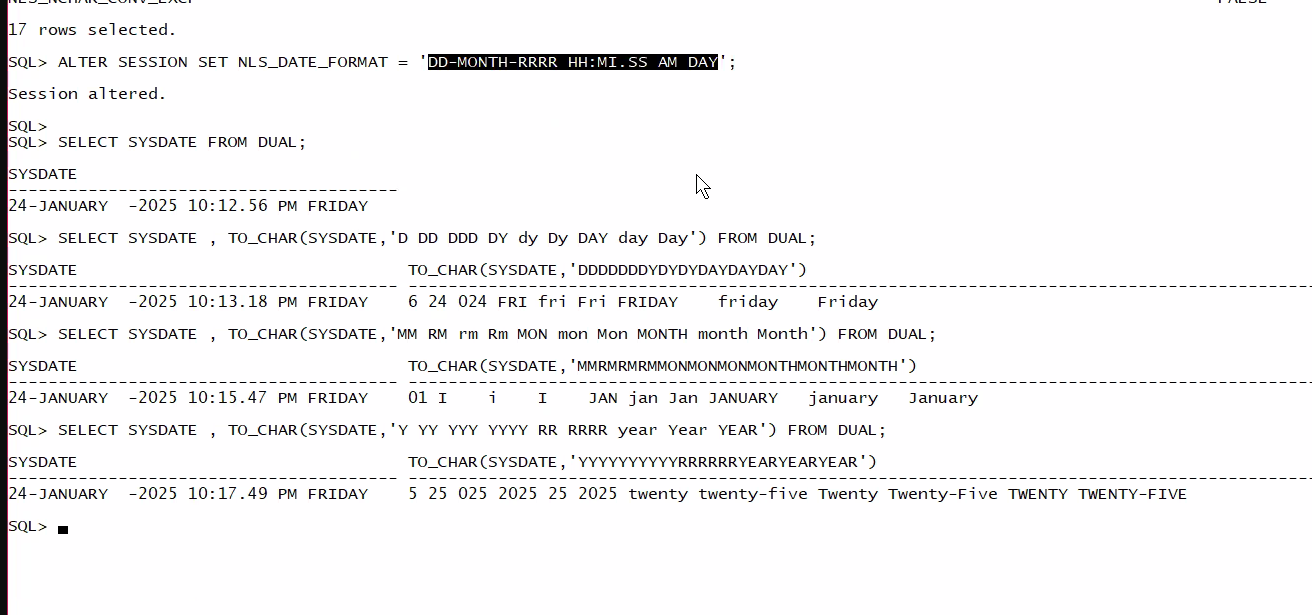 NLS_NCHAR_CONV_EXCP FALSE
17 rows selected.
SQL> ALTER SESSION SET NLS_DATE_FORMAT = 'DD-MONTH-RRRR HH:MI.SS AM DAY';
Session altered.
SQL>
SQL> SELECT SYSDATE FROM DUAL;
SYSDATE
---------------------------------------
24-JANUARY  -2025 10:12.56 PM FRIDAY
SQL> SELECT SYSDATE , TO_CHAR(SYSDATE,'D DD DDD DY dy Dy DAY day Day') FROM DUAL;
SYSDATE                                 TO_CHAR(SYSDATE,'DDDDDDDYDYDYDAYDAYDAY')
--------------------------------------- -------------------------------------------------------------------------------------------
24-JANUARY  -2025 10:13.18 PM FRIDAY    6 24 024 FRI fri Fri FRIDAY    friday    Friday
SQL> SELECT SYSDATE , TO_CHAR(SYSDATE,'MM RM rm Rm MON mon Mon MONTH month Month') FROM DUAL;
SYSDATE                                 TO_CHAR(SYSDATE,'MMRMRMRMMONMONMONMONTHMONTHMONTH')
--------------------------------------- -------------------------------------------------------------------------------------------
24-JANUARY  -2025 10:15.47 PM FRIDAY    01 I    i    I    JAN jan Jan JANUARY   january   January
SQL> SELECT SYSDATE , TO_CHAR(SYSDATE,'Y YY YYY YYYY RR RRRR year Year YEAR') FROM DUAL;
SYSDATE                                 TO_CHAR(SYSDATE,'YYYYYYYYYYRRRRRRYEARYEARYEAR')
--------------------------------------- -------------------------------------------------------------------------------------------
24-JANUARY  -2025 10:17.49 PM FRIDAY    5 25 025 2025 25 2025 twenty twenty-five Twenty Twenty-Five TWENTY TWENTY-FIVE
SQL>